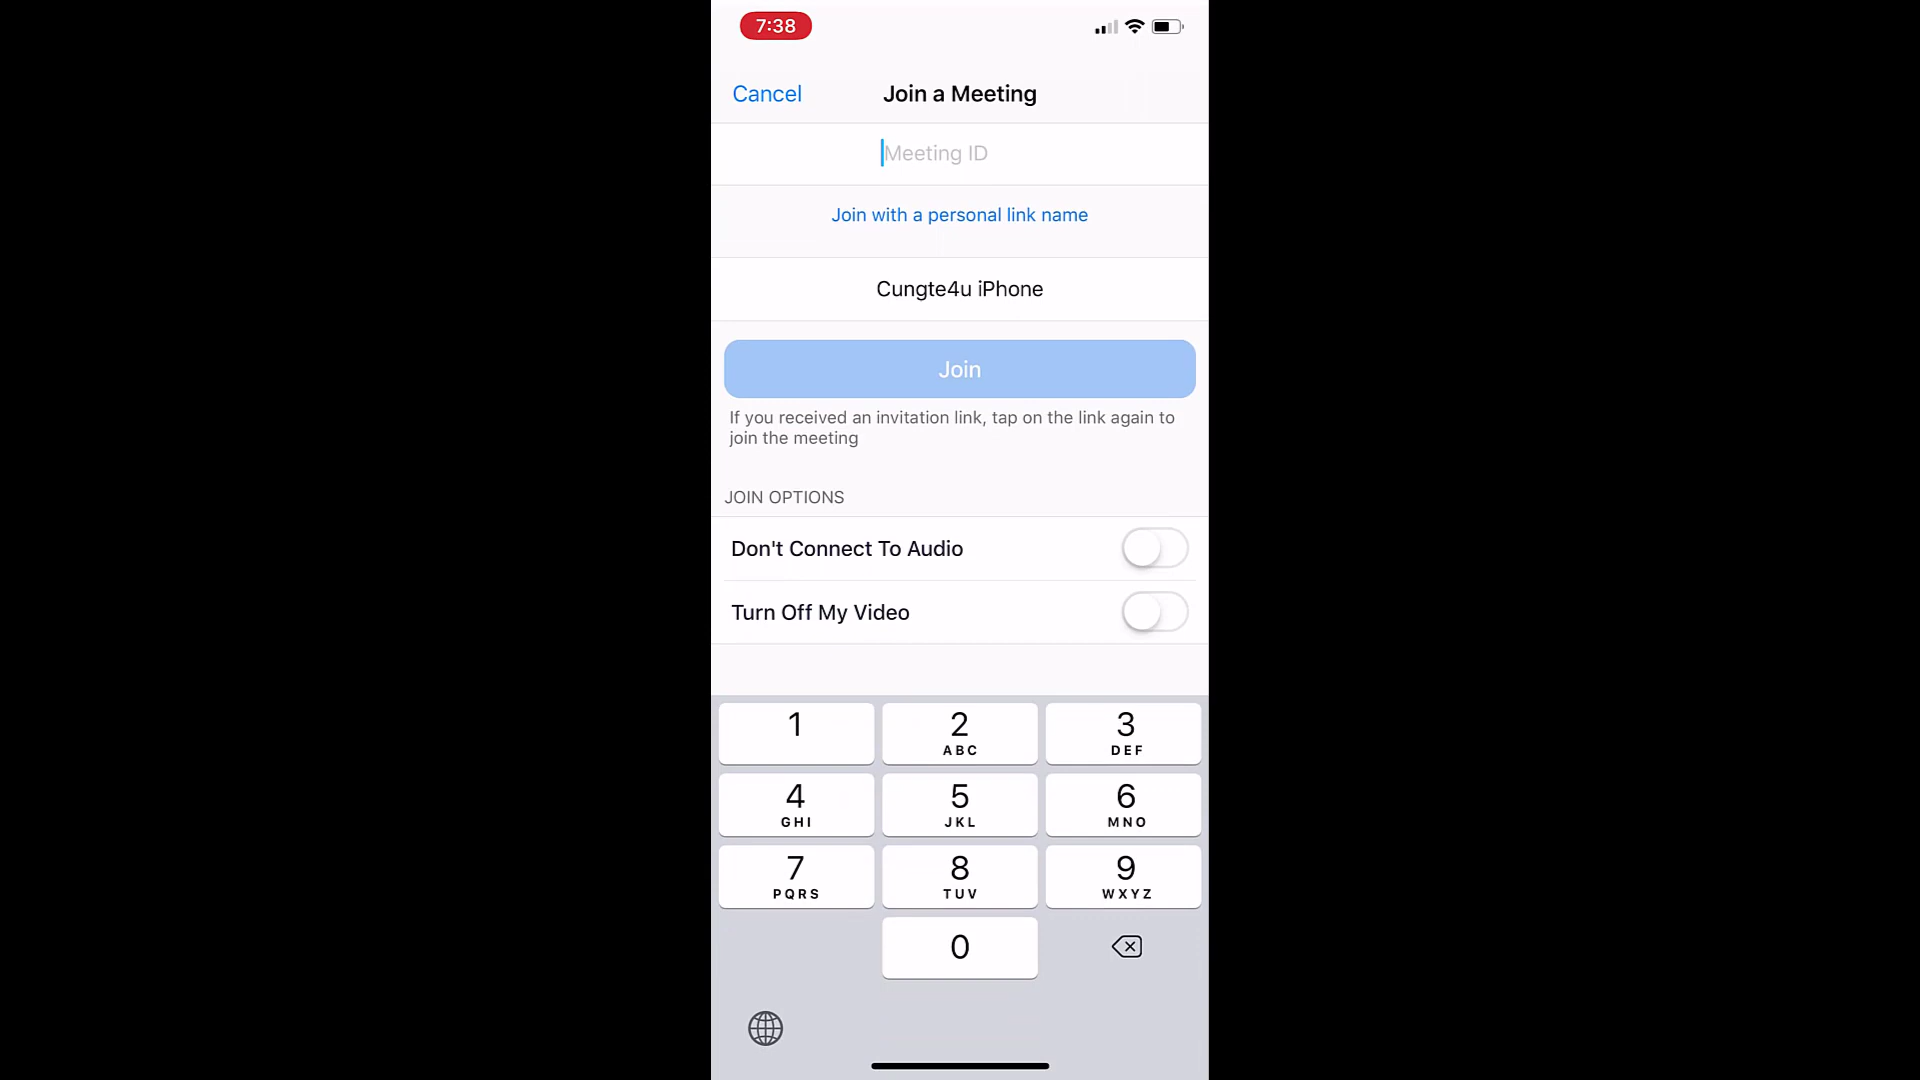 7:38
Cancel
Join a Meeting
Meeting ID
Join with a personal link name
Cungte4u iPhone
Join
If you received an invitation link, tap on the link again to
join the meeting
JOIN OPTIONS
Don't Connect To Audio
Turn Off My Video
1
2
ABC
3
DEF
4
GHI
5
JKL
6
MNO
7
PQRS
8
TUV
9
WXYZ
0